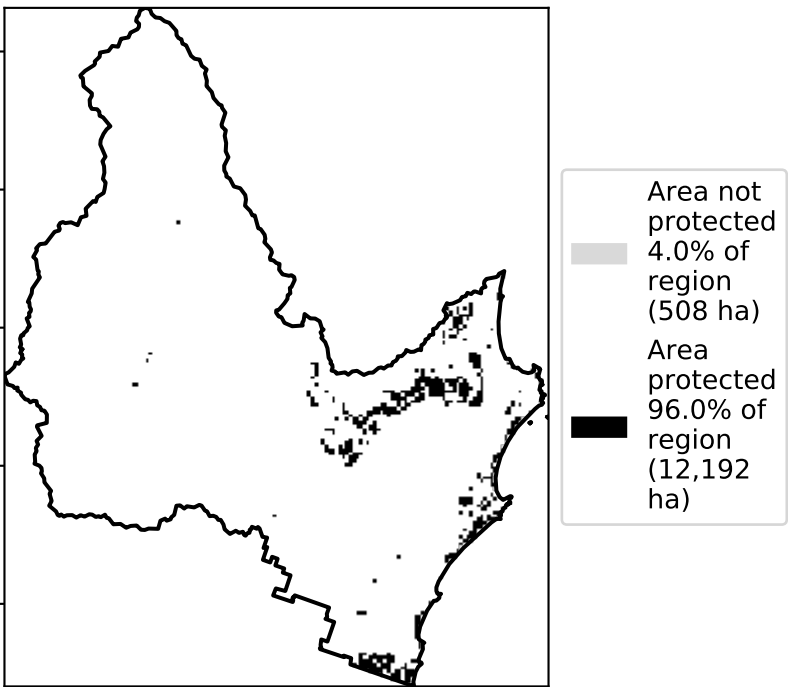 Area not
protected
4.0% of
region
(508 ha)
Area
protected
96.0% of
region
(12,192
ha)